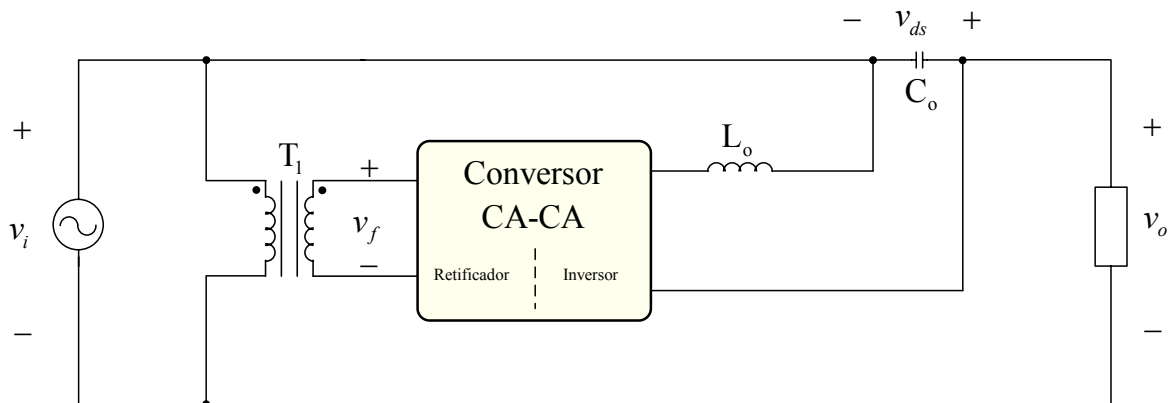 − v_ds +
C_o
+
v_i
−
T_1
+
v_f
−
Conversor
CA-CA
Retificador
Inversor
L_o
+
v_o
−